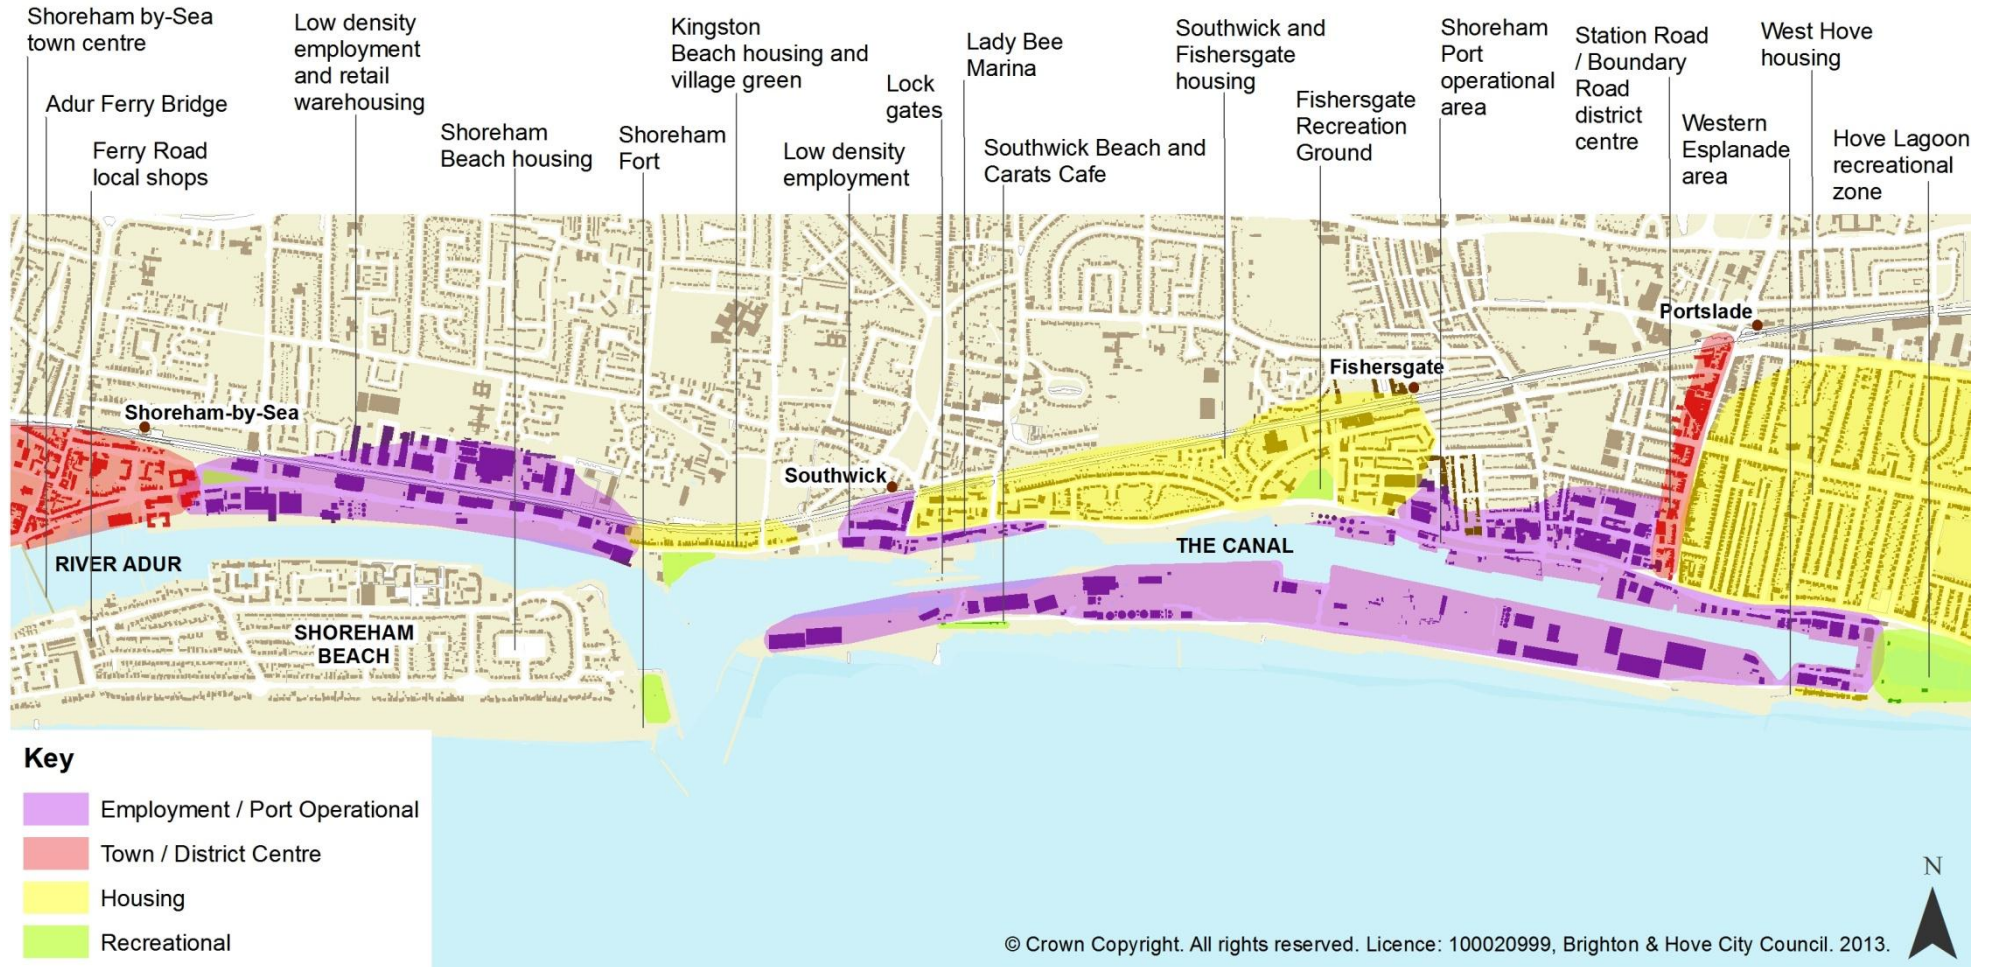 Shoreham by-Sea
town centre
Adur Ferry Bridge
Ferry Road
local shops
Low density
employment
and retail
warehousing
Shoreham
Beach housing
Shoreham
Fort
Kingston
Beach housing and
village green
Low density
employment
Lock
gates
Lady Bee
Marina
Southwick Beach and
Carats Cafe
Southwick and
Fishersgate
housing
Fishersgate
Recreation
Ground
Shoreham
Port
operational
area
Station Road
/ Boundary
Road
district
centre
Western
Esplanade
area
West Hove
housing
Hove Lagoon
recreational
zone
Portslade
Fishersgate
Shoreham-by-Sea
Southwick
THE CANAL
RIVER ADUR
SHOREHAM
BEACH
Key
Employment / Port Operational
Town / District Centre
Housing
Recreational
N
© Crown Copyright. All rights reserved. Licence: 100020999, Brighton & Hove City Council. 2013.